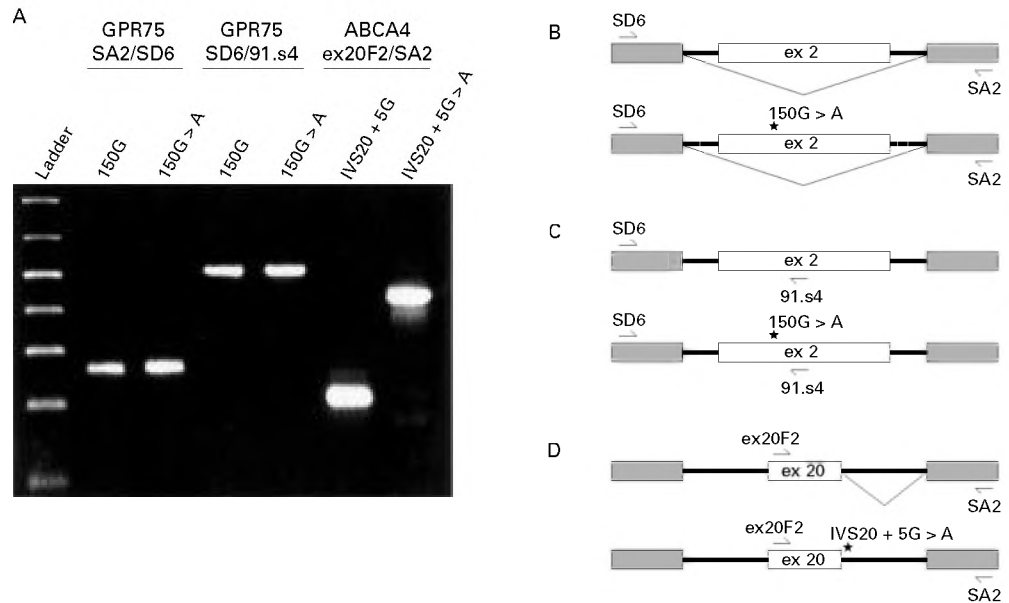 A
GPR75
SA2/SD6
GPR75
SD6/91.s4
ABCA4
ex20F2/SA2
Ladder
150G
150G > A
150G
150G > A
IVS20 + 5G
IVS20 + 5G > A
B
SD6
ex 2
SA2
SD6
150G > A
ex 2
SA2
C
SD6
ex 2
91.s4
SD6
150G > A
ex 2
91.s4
D
ex20F2
ex 20
SA2
ex20F2
IVS20 + 5G > A
ex 20
SA2